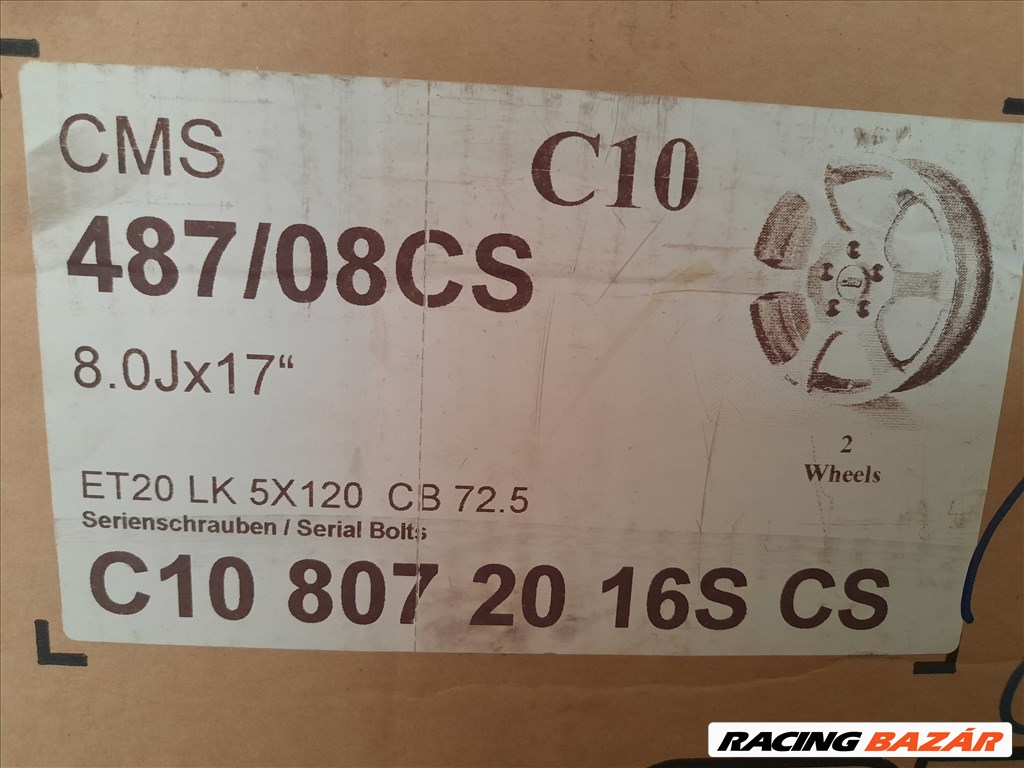 CMS
C10
487/08CS
8.0Jx17“
2
Wheels
ET20 LK 5X120 CB 72.5
Serienschrauben / Serial Bolts
C10 807 20 16S CS
RACING BAZÁR